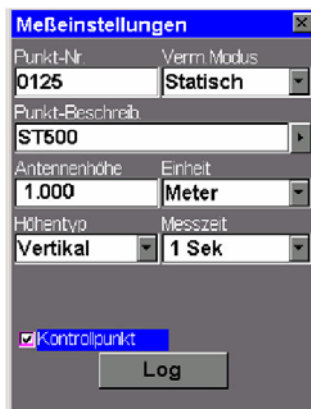 Meßeinstellungen
Punkt-Nr. Verm.Modus
0125 Statisch
Punkt-Beschreib.
ST500
Antennenhöhe Einheit
1.000 Meter
Höhentyp Messzeit
Vertikal 1 Sek
Kontrollpunkt
Log